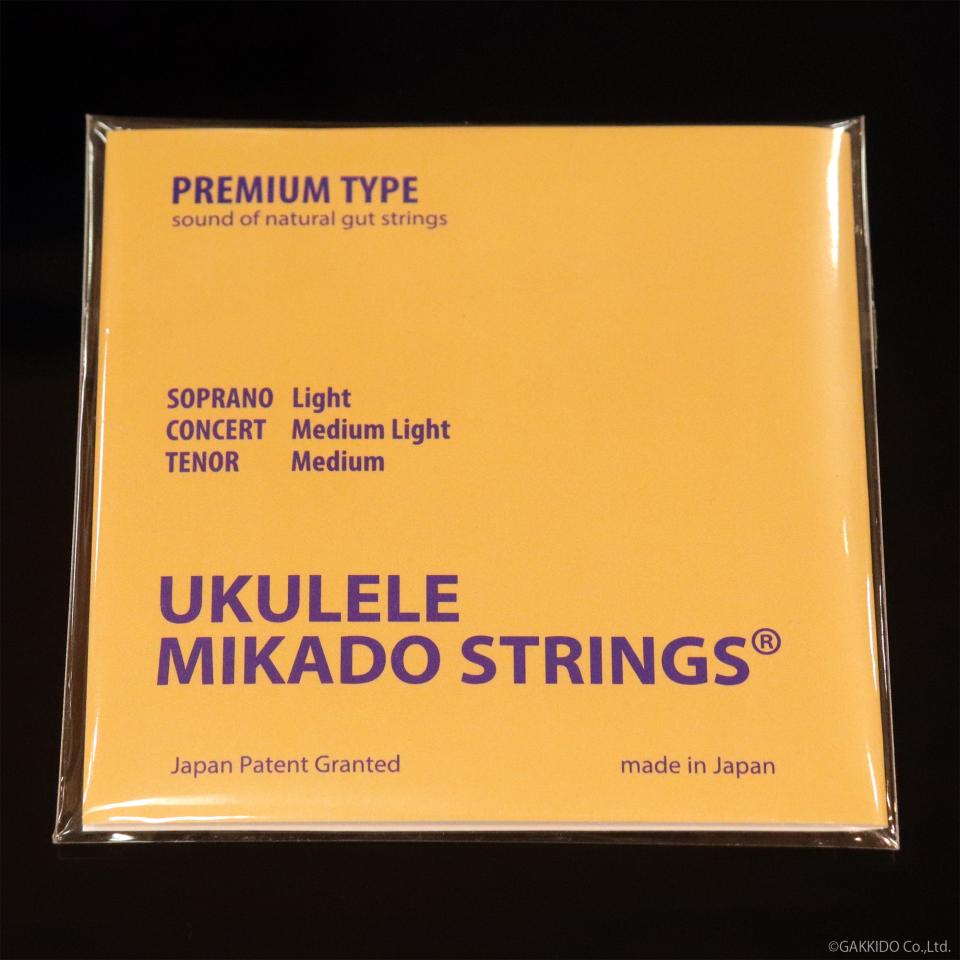 PREMIUM TYPE
sound of natural gut strings
SOPRANO Light
CONCERT Medium Light
TENOR Medium
UKULELE
MIKADO STRINGS®
Japan Patent Granted made in Japan
©GAKKIDO Co.,Ltd.